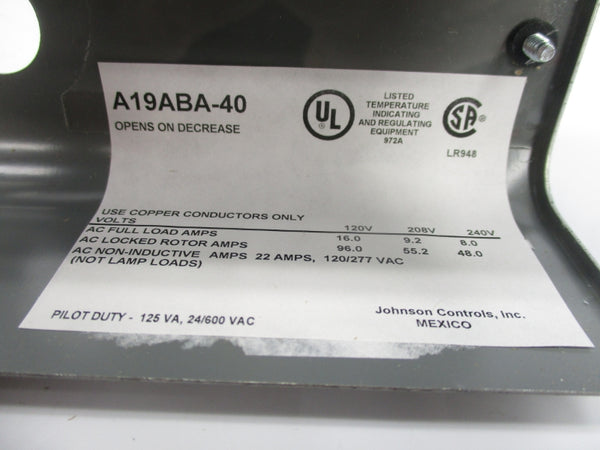 A19ABA-40
OPENS ON DECREASE
UL
®
LISTED
TEMPERATURE
INDICATING
AND REGULATING
EQUIPMENT
972A
SA
®
LR948
USE COPPER CONDUCTORS ONLY
VOLTS 120V 208V 240V
AC FULL LOAD AMPS 16.0 9.2 8.0
AC LOCKED ROTOR AMPS 96.0 55.2 48.0
AC NON-INDUCTIVE AMPS 22 AMPS, 120/277 VAC
(NOT LAMP LOADS)
PILOT DUTY - 125 VA, 24/600 VAC
Johnson Controls, Inc.
MEXICO